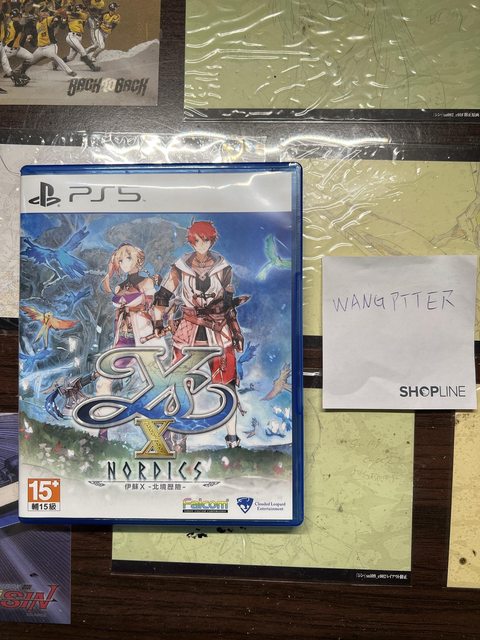 BACK TO BACK
PS5
WANGPTTER
SHOPLINE
Ys
X
NORDICS
伊蘇X -北境歷險-
15+
輔15級
Falcom
Clouded Leopard
Entertainment